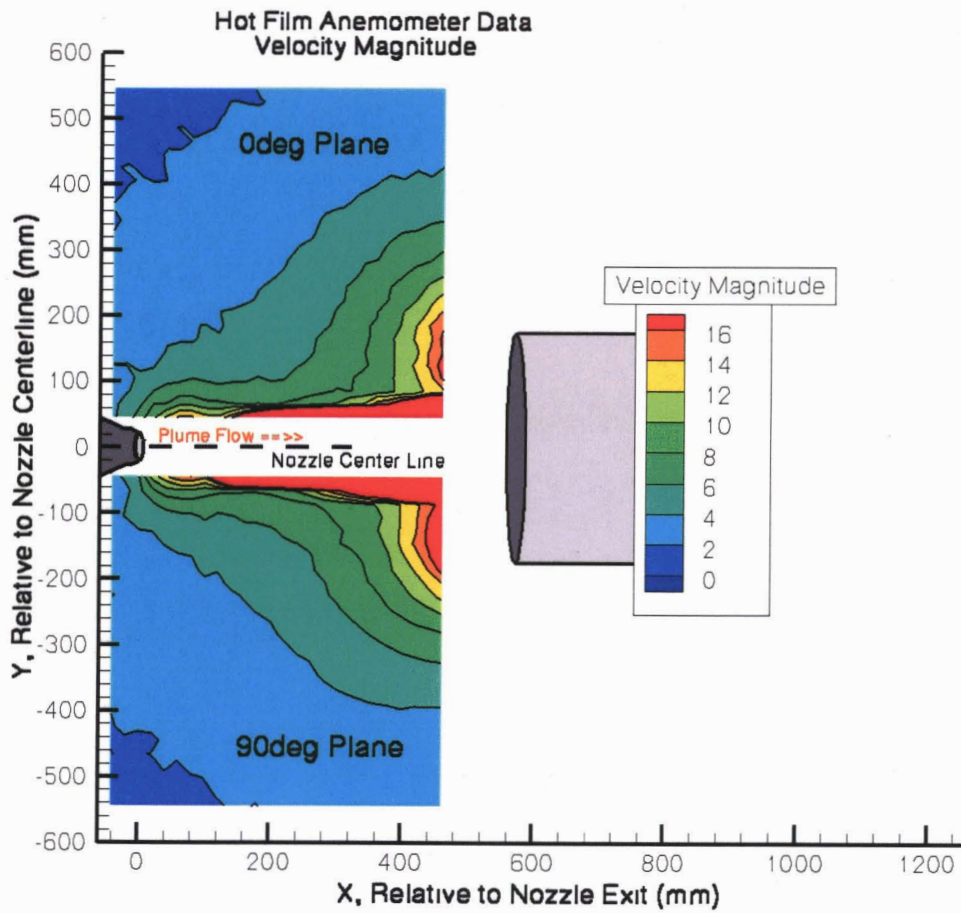 Hot Film Anemometer Data
Velocity Magnitude
600
500
400
300
200
100
0
-100
-200
-300
-400
-500
-600
Y, Relative to Nozzle Centerline (mm)
0deg Plane
Plume Flow ==>>
Nozzle Center Line
90deg Plane
Velocity Magnitude
16
14
12
10
8
6
4
2
0
0 200 400 600 800 1000 1200
X, Relative to Nozzle Exit (mm)